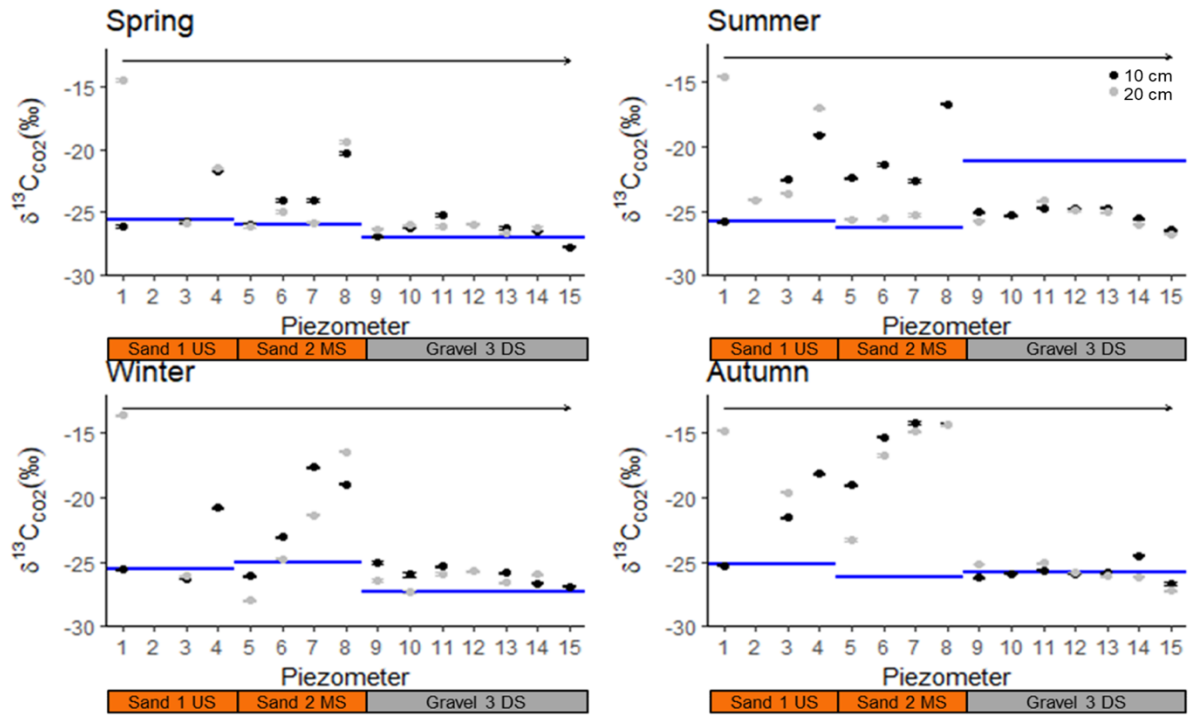 Spring
δ¹³C_CO2(‰)
-15
-20
-25
-30
1 2 3 4 5 6 7 8 9 10 11 12 13 14 15
Piezometer
Sand 1 US Sand 2 MS Gravel 3 DS
Summer
δ¹³C_CO2(‰)
10 cm
20 cm
-15
-20
-25
-30
1 2 3 4 5 6 7 8 9 10 11 12 13 14 15
Piezometer
Sand 1 US Sand 2 MS Gravel 3 DS
Winter
δ¹³C_CO2(‰)
-15
-20
-25
-30
1 2 3 4 5 6 7 8 9 10 11 12 13 14 15
Piezometer
Sand 1 US Sand 2 MS Gravel 3 DS
Autumn
δ¹³C_CO2(‰)
-15
-20
-25
-30
1 2 3 4 5 6 7 8 9 10 11 12 13 14 15
Piezometer
Sand 1 US Sand 2 MS Gravel 3 DS